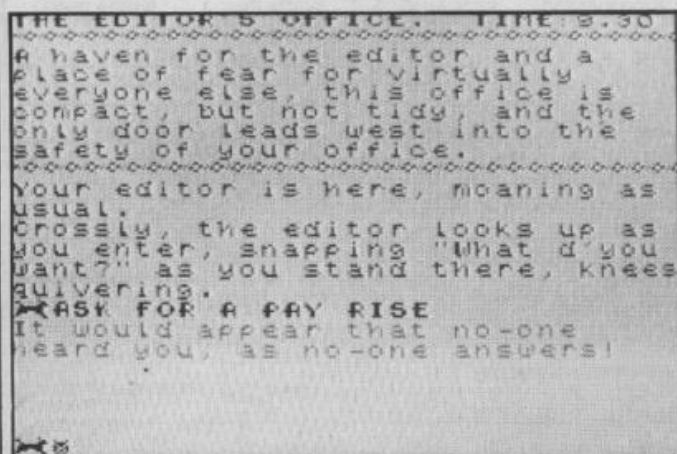 THE EDITOR'S OFFICE. TIME:9.30
A haven for the editor and a
place of fear for virtually
everyone else, this office is
compact, but not tidy, and the
only door leads west into the
safety of your office.
Your editor is here, moaning as
usual.
Crossly, the editor looks up as
you enter, snapping "What d'you
want?" as you stand there, knees
quivering.
ASK FOR A PAY RISE
It would appear that no-one
heard you, as no-one answers!